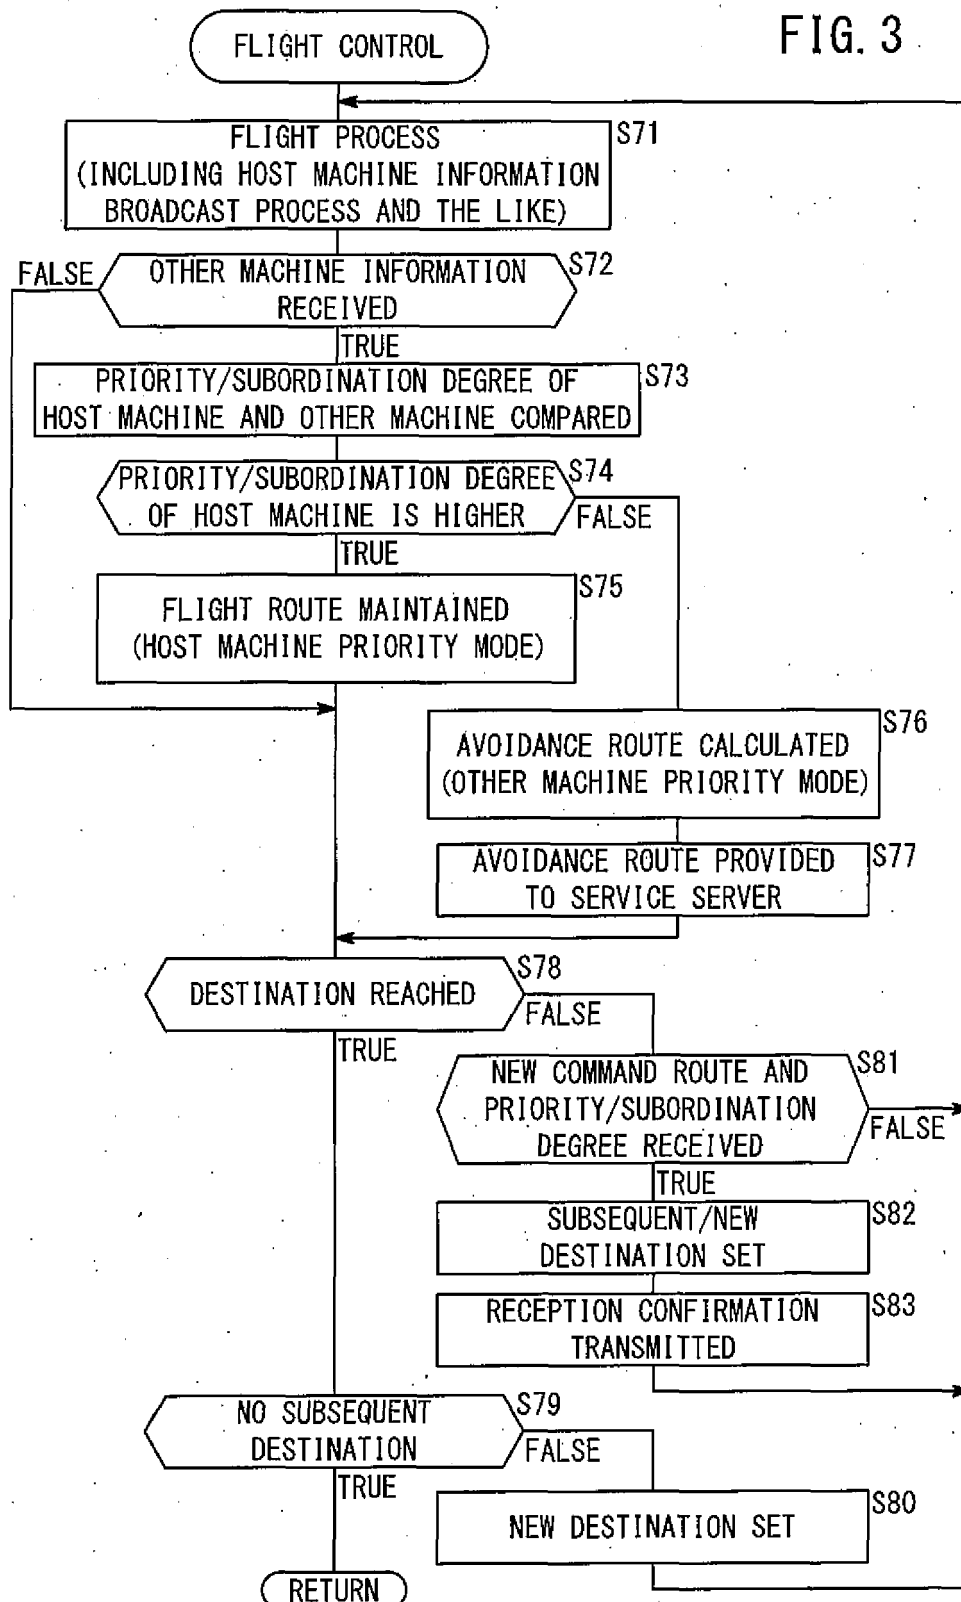 FIG. 3
FLIGHT CONTROL
FLIGHT PROCESS
(INCLUDING HOST MACHINE INFORMATION
BROADCAST PROCESS AND THE LIKE)
S71
OTHER MACHINE INFORMATION
RECEIVED
S72
FALSE
TRUE
PRIORITY/SUBORDINATION DEGREE OF
HOST MACHINE AND OTHER MACHINE COMPARED
S73
PRIORITY/SUBORDINATION DEGREE
OF HOST MACHINE IS HIGHER
S74
FALSE
TRUE
FLIGHT ROUTE MAINTAINED
(HOST MACHINE PRIORITY MODE)
S75
AVOIDANCE ROUTE CALCULATED
(OTHER MACHINE PRIORITY MODE)
S76
AVOIDANCE ROUTE PROVIDED
TO SERVICE SERVER
S77
DESTINATION REACHED
S78
FALSE
TRUE
NEW COMMAND ROUTE AND
PRIORITY/SUBORDINATION
DEGREE RECEIVED
S81
FALSE
TRUE
SUBSEQUENT/NEW
DESTINATION SET
S82
RECEPTION CONFIRMATION
TRANSMITTED
S83
NO SUBSEQUENT
DESTINATION
S79
FALSE
TRUE
NEW DESTINATION SET
S80
RETURN